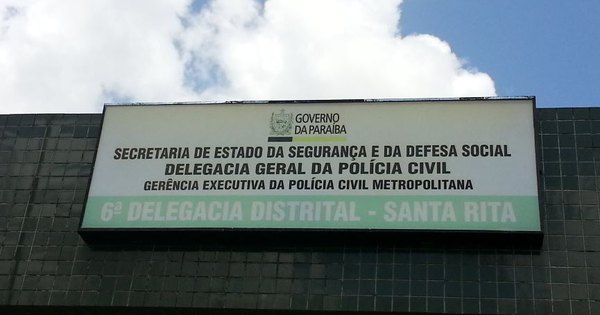 GOVERNO
DA PARAÍBA
SECRETARIA DE ESTADO DA SEGURANÇA E DA DEFESA SOCIAL
DELEGACIA GERAL DA POLÍCIA CIVIL
GERÊNCIA EXECUTIVA DA POLÍCIA CIVIL METROPOLITANA
6ª DELEGACIA DISTRITAL - SANTA RITA